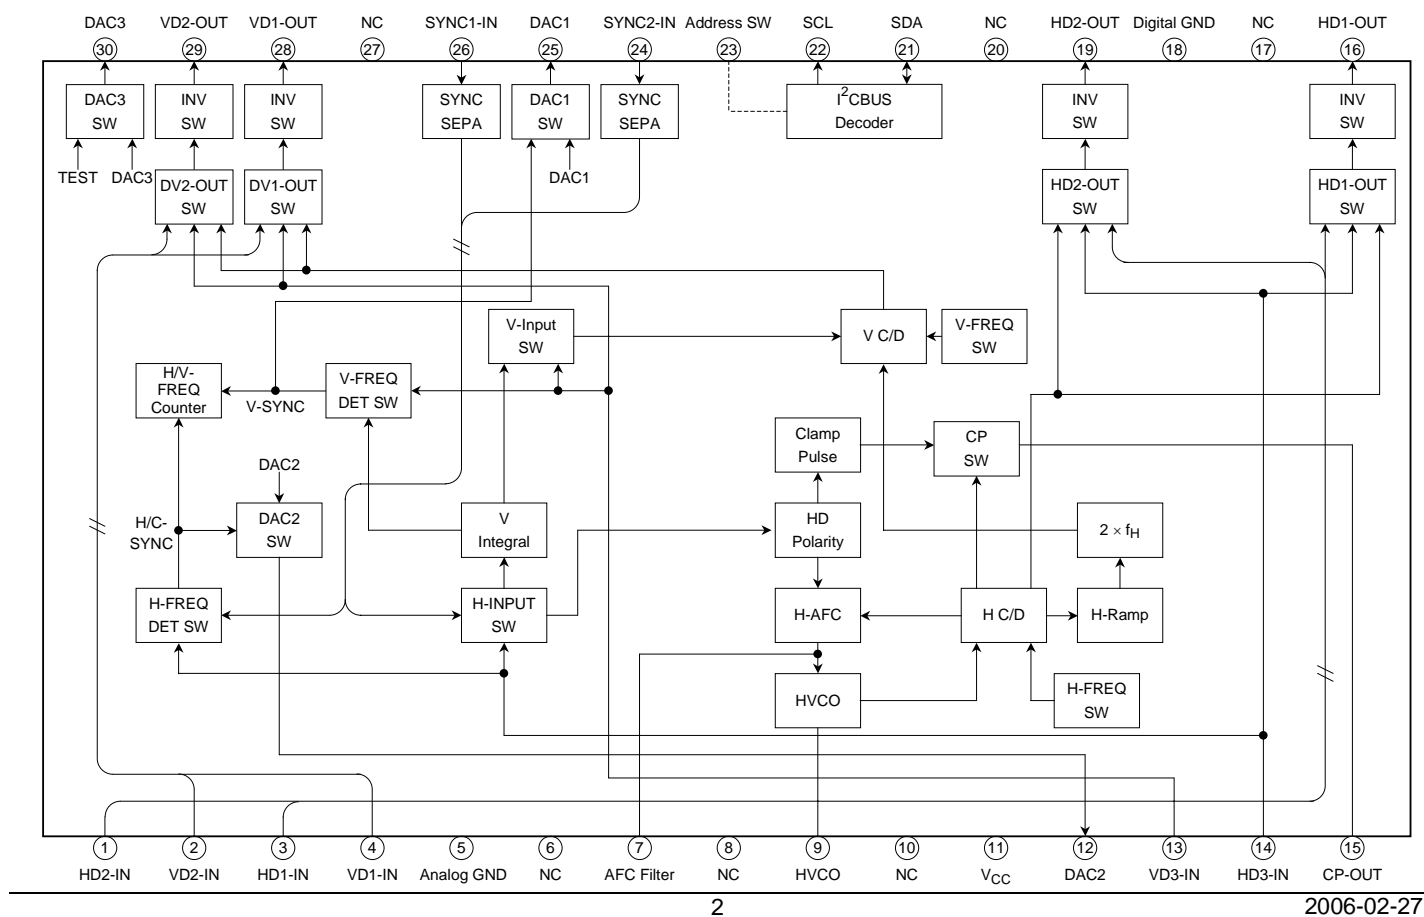 DAC3 VD2-OUT VD1-OUT NC SYNC1-IN DAC1 SYNC2-IN Address SW SCL SDA NC HD2-OUT Digital GND NC HD1-OUT
30 29 28 27 26 25 24 23 22 21 20 19 18 17 16
DAC3
SW
INV
SW
INV
SW
SYNC
SEPA
DAC1
SW
SYNC
SEPA
I²CBUS
Decoder
INV
SW
INV
SW
TEST DAC3
DAC1
DV2-OUT
SW
DV1-OUT
SW
HD2-OUT
SW
HD1-OUT
SW
V-Input
SW
V C/D
V-FREQ
SW
H/V-
FREQ
Counter
V-SYNC
V-FREQ
DET SW
Clamp
Pulse
CP
SW
DAC2
H/C-
SYNC
DAC2
SW
V
Integral
HD
Polarity
2 × fH
H-FREQ
DET SW
H-INPUT
SW
H-AFC
H C/D
H-Ramp
HVCO
H-FREQ
SW
1 2 3 4 5 6 7 8 9 10 11 12 13 14 15
HD2-IN VD2-IN HD1-IN VD1-IN Analog GND NC AFC Filter NC HVCO NC VCC DAC2 VD3-IN HD3-IN CP-OUT
2 2006-02-27